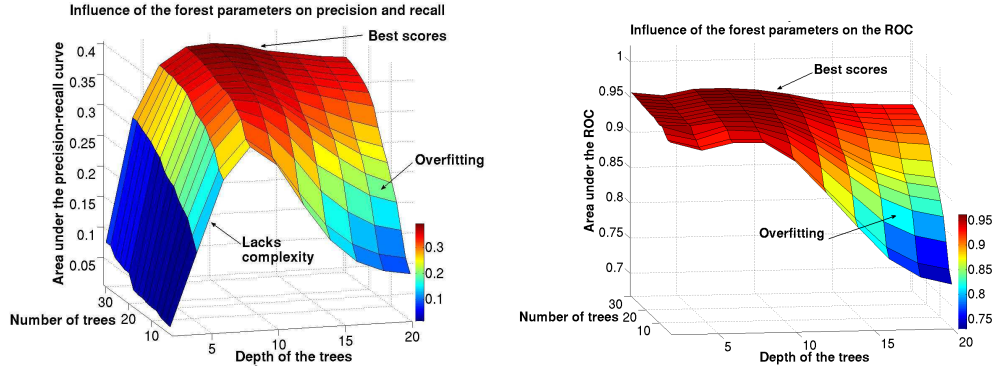 Influence of the forest parameters on precision and recall
Best scores
Overfitting
Lacks
complexity
Area under the precision-recall curve
0.4
0.35
0.3
0.25
0.2
0.15
0.1
0.05
30
20
10
Number of trees
5
10
15
20
Depth of the trees
0.3
0.2
0.1
Influence of the forest parameters on the ROC
Best scores
Overfitting
Area under the ROC
1
0.95
0.9
0.85
0.8
0.75
0.7
30
20
10
Number of trees
5
10
15
20
Depth of the trees
0.95
0.9
0.85
0.8
0.75